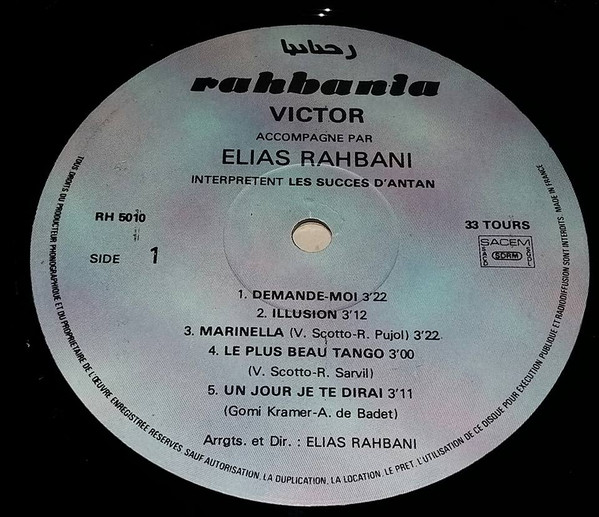 رحبانيا
rahbania
VICTOR
ACCOMPAGNE PAR
ELIAS RAHBANI
INTERPRETENT LES SUCCES D'ANTAN
RH 5010
33 TOURS
SIDE 1
SACEM
SACD SDRM SGDL
1. DEMANDE-MOI 3'22
2. ILLUSION 3'12
3. MARINELLA (V. Scotto-R. Pujol) 3'22
4. LE PLUS BEAU TANGO 3'00
(V. Scotto-R. Sarvil)
5. UN JOUR JE TE DIRAI 3'11
(Gomi Kramer-A. de Badet)
Arrgts. et Dir. : ELIAS RAHBANI
TOUS DROITS DU PRODUCTEUR PHONOGRAPHIQUE ET DU PROPRIETAIRE DE L'ŒUVRE ENREGISTREE RESERVES SAUF AUTORISATION, LA DUPLICATION, LA LOCATION, LE PRET, L'UTILISATION DE CE DISQUE POUR EXECUTION PUBLIQUE ET RADIODIFFUSION SONT INTERDITS. MADE IN FRANCE